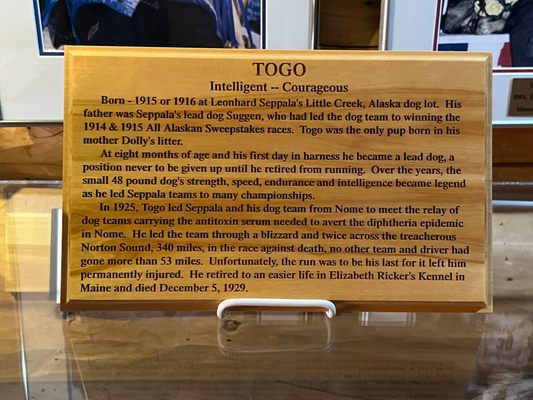 TOGO
Intelligent -- Courageous
Born - 1915 or 1916 at Leonhard Seppala's Little Creek, Alaska dog lot. His
father was Seppala's lead dog Suggen, who had led the dog team to winning the
1914 & 1915 All Alaskan Sweepstakes races. Togo was the only pup born in his
mother Dolly's litter.
At eight months of age and his first day in harness he became a lead dog, a
position never to be given up until he retired from running. Over the years, the
small 48 pound dog's strength, speed, endurance and intelligence became legend
as he led Seppala teams to many championships.
In 1925, Togo led Seppala and his dog team from Nome to meet the relay of
dog teams carrying the antitoxin serum needed to avert the diphtheria epidemic
in Nome. He led the team through a blizzard and twice across the treacherous
Norton Sound, 340 miles, in the race against death, no other team and driver had
gone more than 53 miles. Unfortunately, the run was to be his last for it left him
permanently injured. He retired to an easier life in Elizabeth Ricker's Kennel in
Maine and died December 5, 1929.